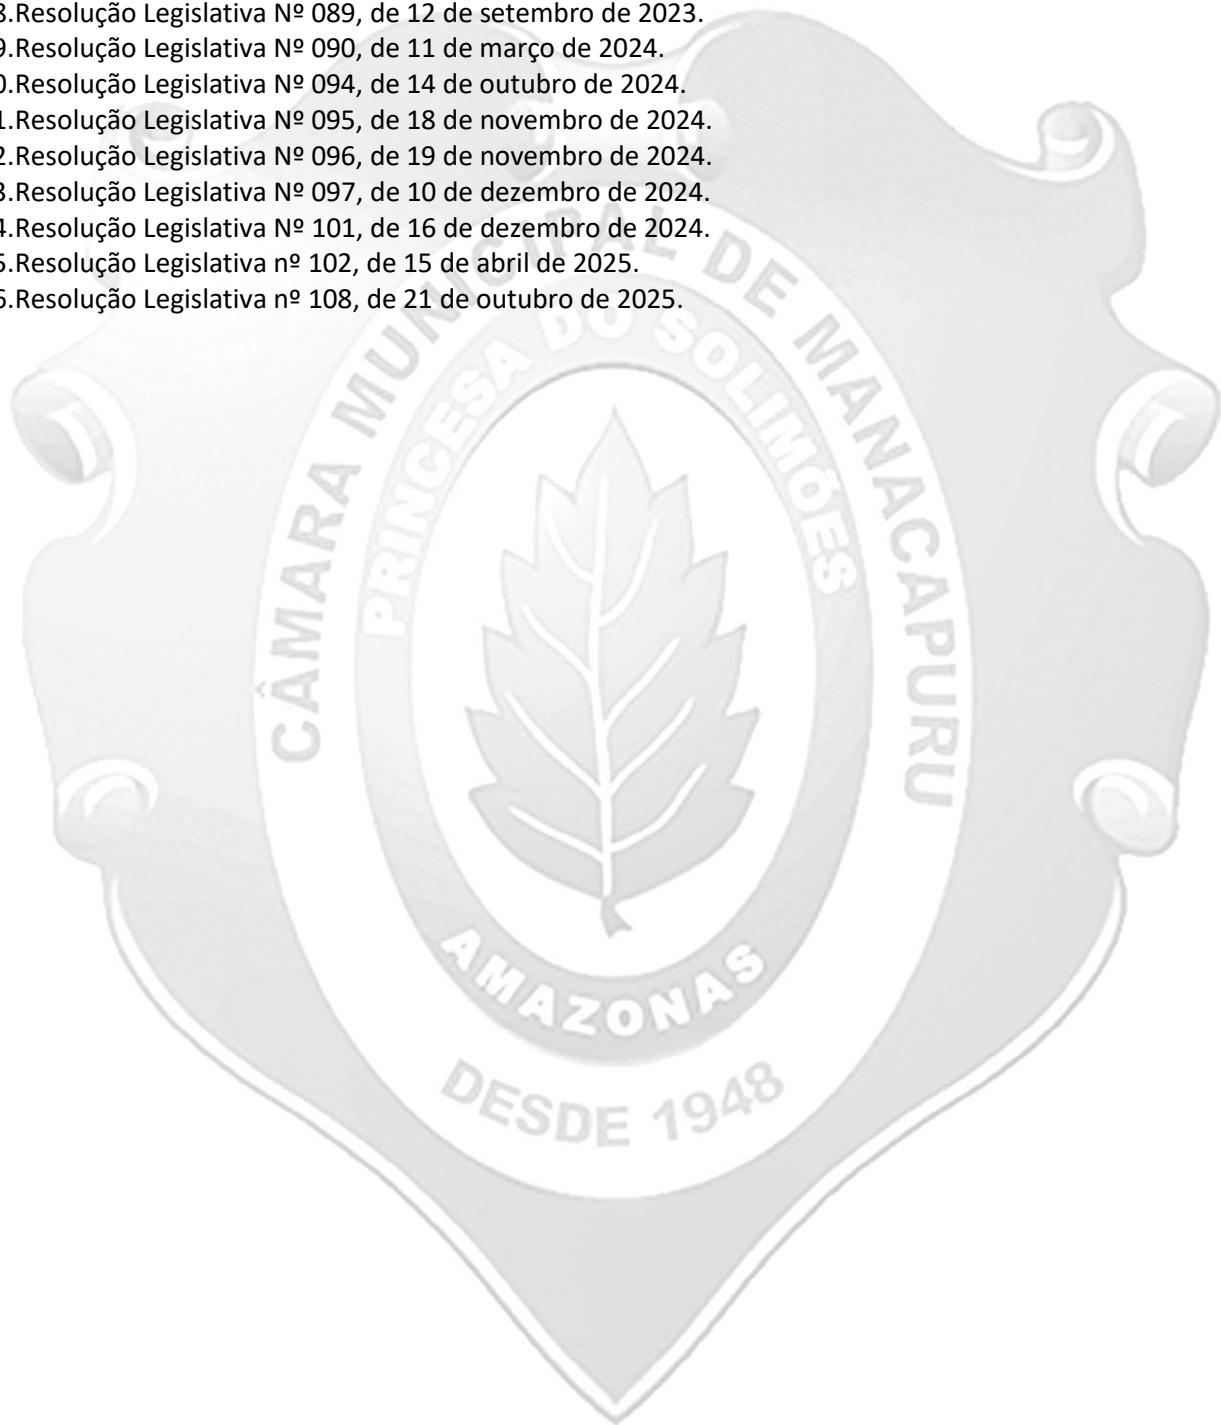 8.Resolução Legislativa Nº 089, de 12 de setembro de 2023.
9.Resolução Legislativa Nº 090, de 11 de março de 2024.
0.Resolução Legislativa Nº 094, de 14 de outubro de 2024.
1.Resolução Legislativa Nº 095, de 18 de novembro de 2024.
2.Resolução Legislativa Nº 096, de 19 de novembro de 2024.
3.Resolução Legislativa Nº 097, de 10 de dezembro de 2024.
4.Resolução Legislativa Nº 101, de 16 de dezembro de 2024.
5.Resolução Legislativa nº 102, de 15 de abril de 2025.
6.Resolução Legislativa nº 108, de 21 de outubro de 2025.
CÂMARA MUNICIPAL DE MANACAPURU
PRINCESA DO SOLIMÕES
AMAZONAS
DESDE 1948